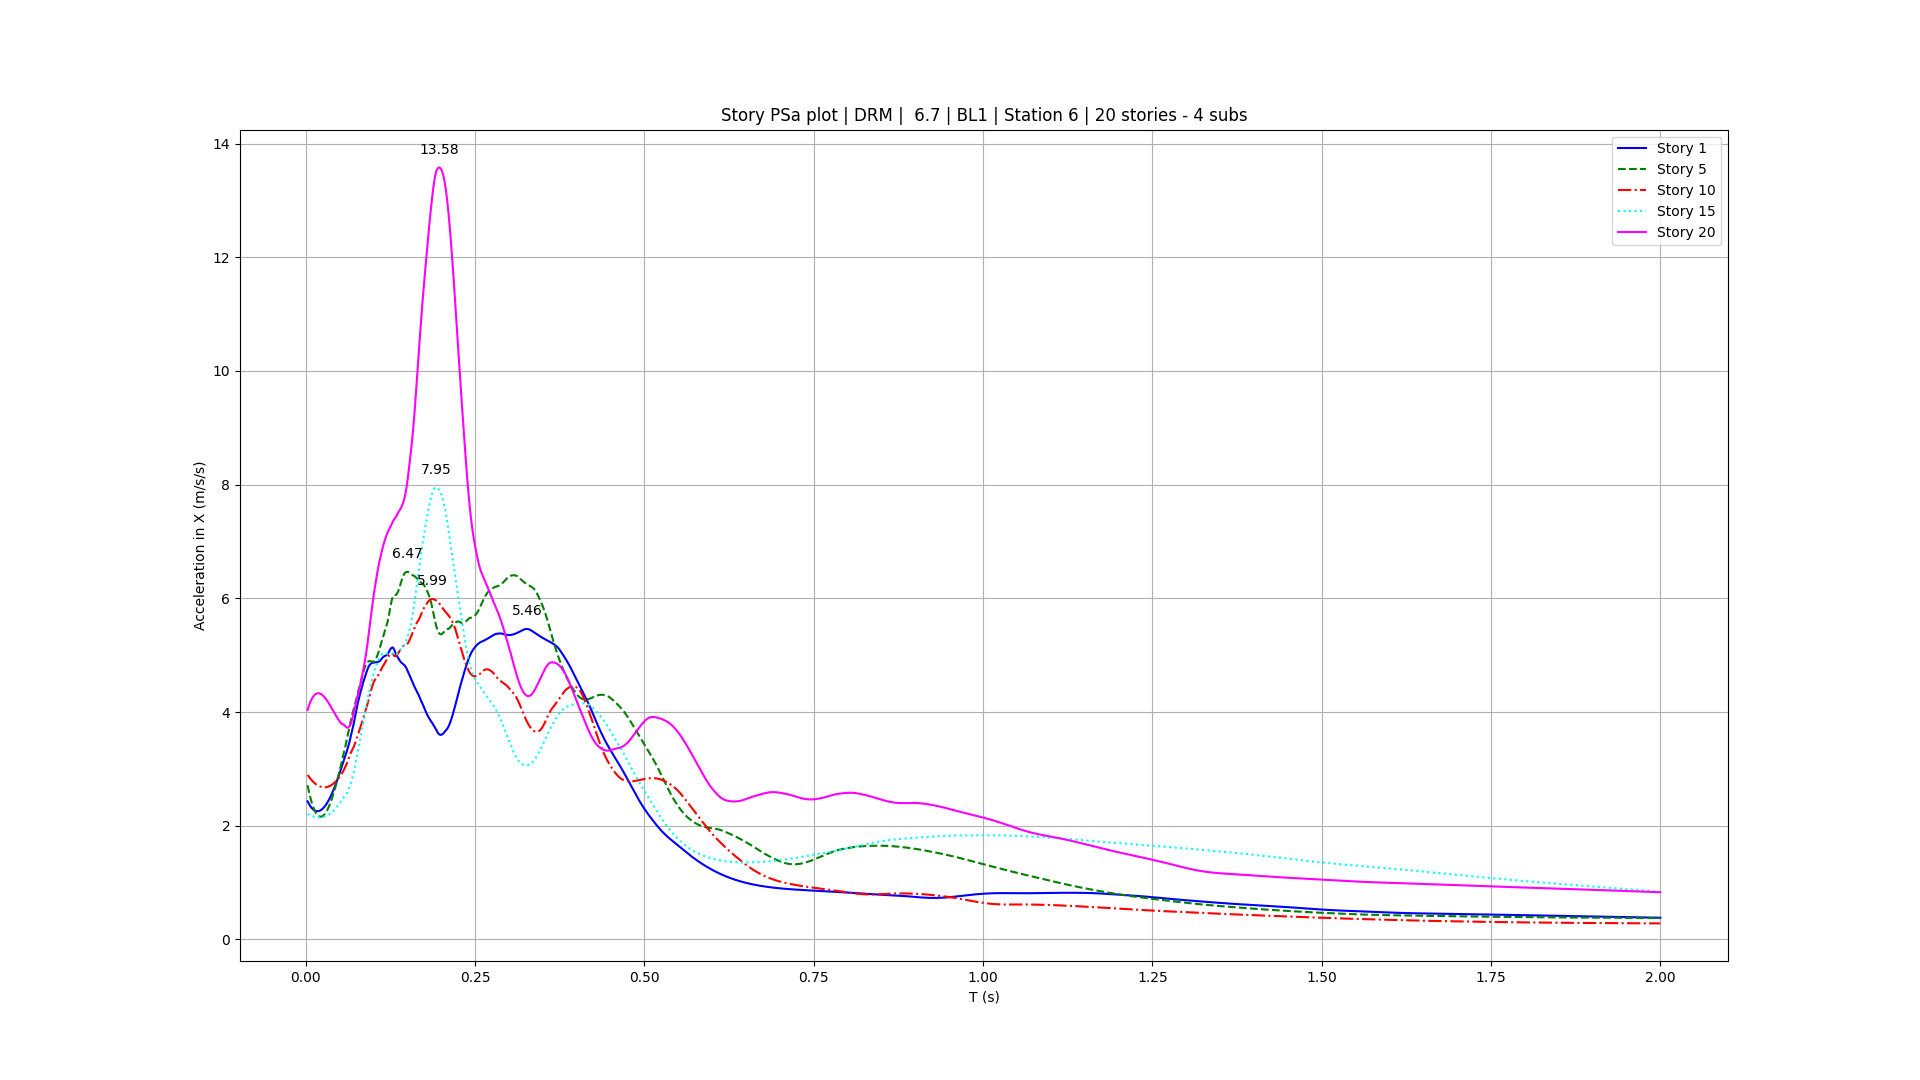 Story PSa plot | DRM |  6.7 | BL1 | Station 6 | 20 stories - 4 subs
14
12
10
8
6
4
2
0
Acceleration in X (m/s/s)
13.58
7.95
6.47
5.99
5.46
Story 1
Story 5
Story 10
Story 15
Story 20
0.00 0.25 0.50 0.75 1.00 1.25 1.50 1.75 2.00
T (s)